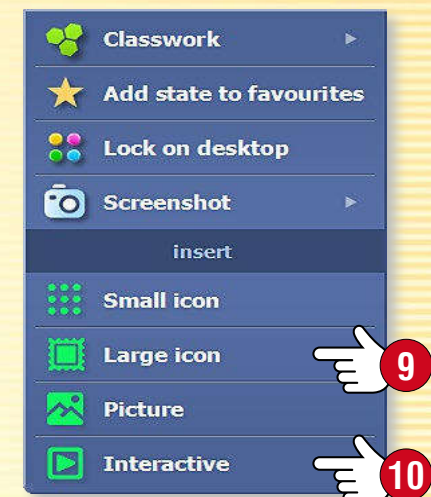 Classwork
Add state to favourites
Lock on desktop
Screenshot
insert
Small icon
Large icon
9
Picture
Interactive
10